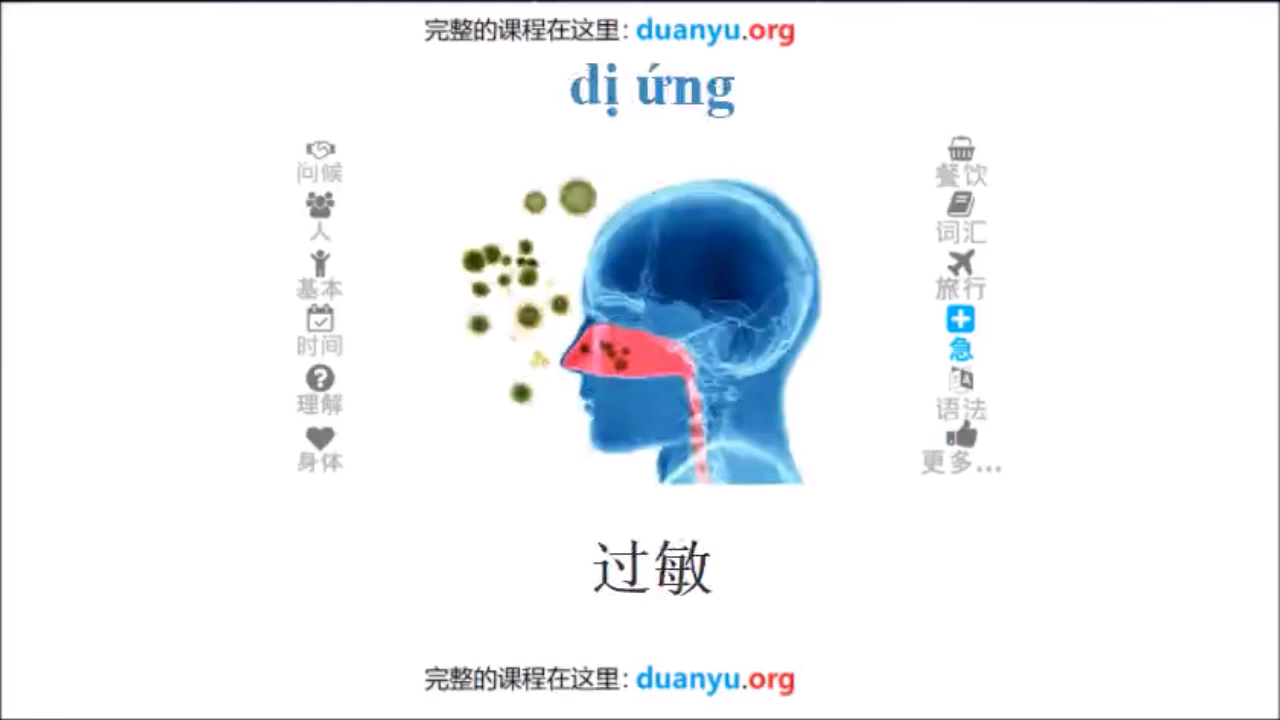 完整的课程在这里: duanyu.org
dị ứng
问候
人
基本
时间
理解
身体
餐饮
词汇
旅行
急
语法
更多...
过敏
完整的课程在这里: duanyu.org